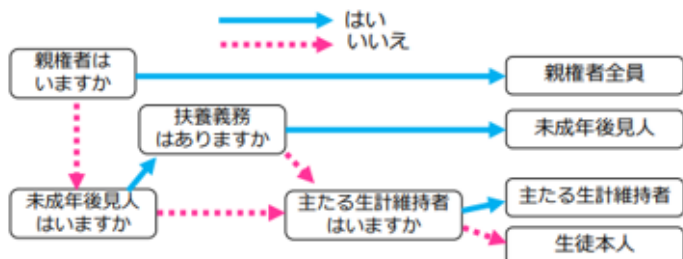 はい
いいえ
親権者は
いますか
親権者全員
扶養義務
はありますか
未成年後見人
未成年後見人
はいますか
主たる生計維持者
はいますか
主たる生計維持者
生徒本人